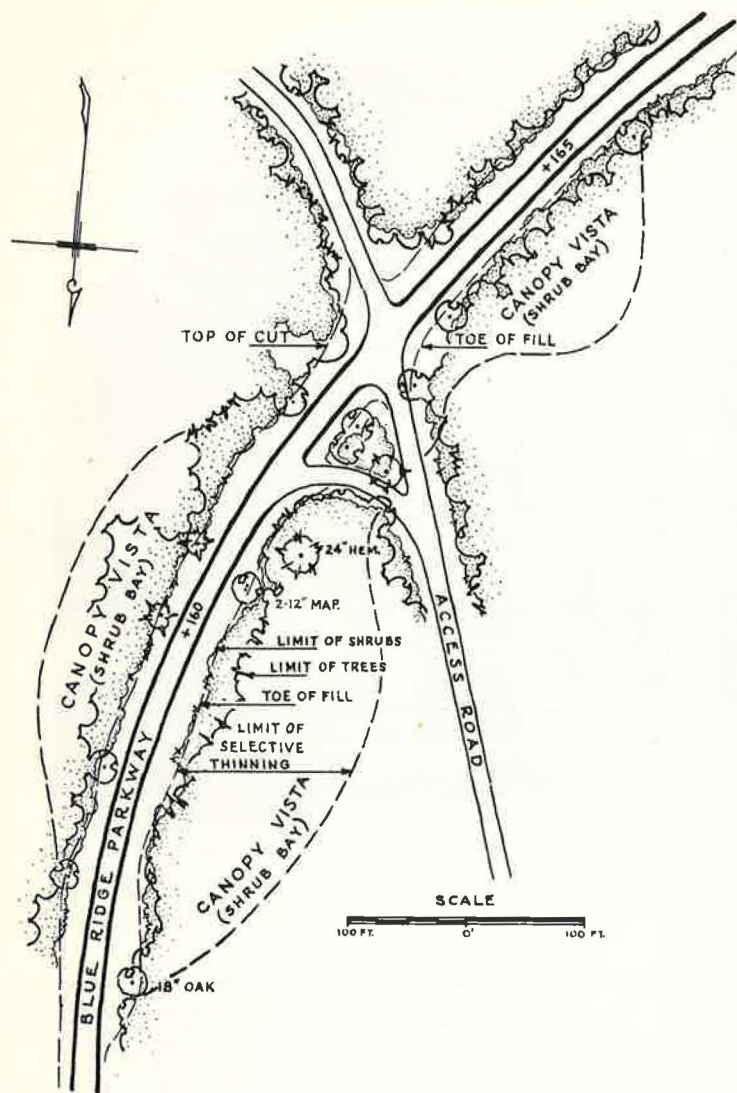 +165
CANOPY VISTA
(SHRUB BAY)
TOP OF CUT
TOE OF FILL
CANOPY VISTA
(SHRUB BAY)
24" HEM.
2-12" MAP.
+160
LIMIT OF SHRUBS
LIMIT OF TREES
TOE OF FILL
LIMIT OF
SELECTIVE
THINNING
ACCESS ROAD
CANOPY VISTA
(SHRUB BAY)
BLUE RIDGE PARKWAY
SCALE
100 FT. 0' 100 FT.
18" OAK